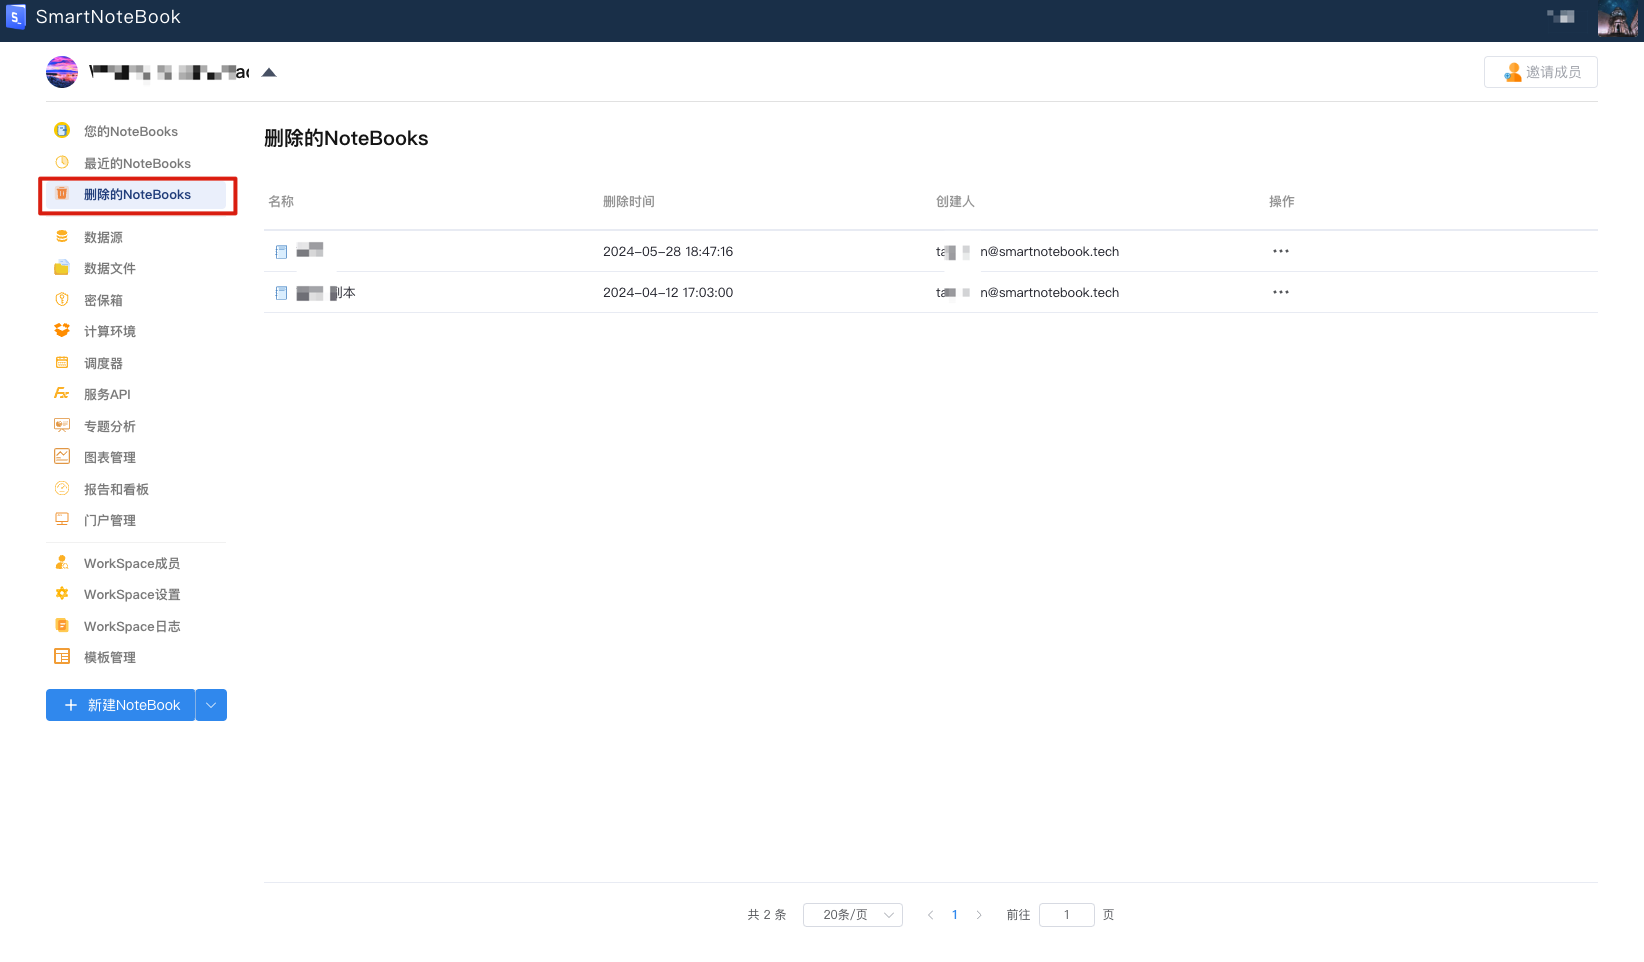 SmartNoteBook
邀请成员
您的NoteBooks
最近的NoteBooks
删除的NoteBooks
数据源
数据文件
密保箱
计算环境
调度器
服务API
专题分析
图表管理
报告和看板
门户管理
WorkSpace成员
WorkSpace设置
WorkSpace日志
模板管理
新建NoteBook
删除的NoteBooks
名称 删除时间 创建人 操作
2024-05-28 18:47:16 n@smartnotebook.tech ···
副本 2024-04-12 17:03:00 n@smartnotebook.tech ···
共 2 条 20条/页 1 前往 1 页